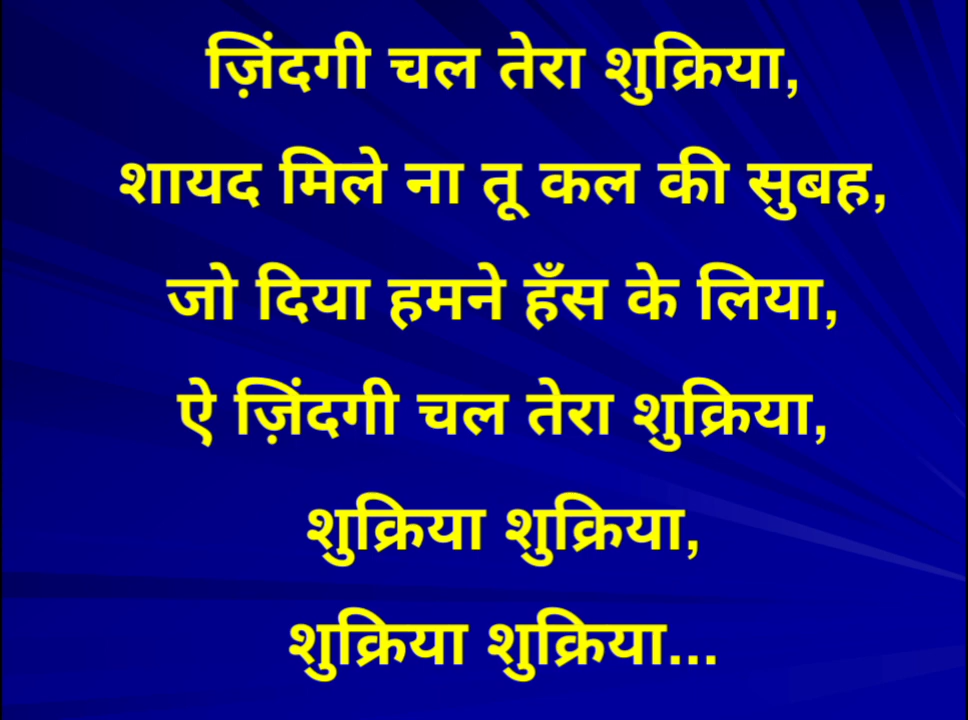 ज़िंदगी चल तेरा शुक्रिया,
शायद मिले ना तू कल की सुबह,
जो दिया हमने हँस के लिया,
ऐ ज़िंदगी चल तेरा शुक्रिया,
शुक्रिया शुक्रिया,
शुक्रिया शुक्रिया...